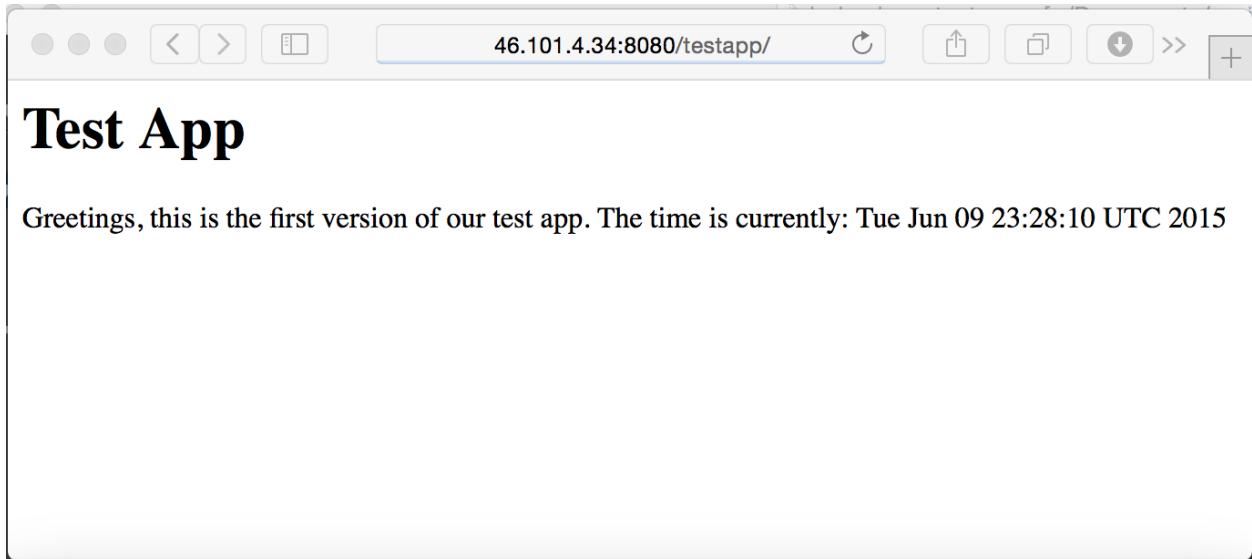 46.101.4.34:8080/testapp/
Test App
Greetings, this is the first version of our test app. The time is currently: Tue Jun 09 23:28:10 UTC 2015